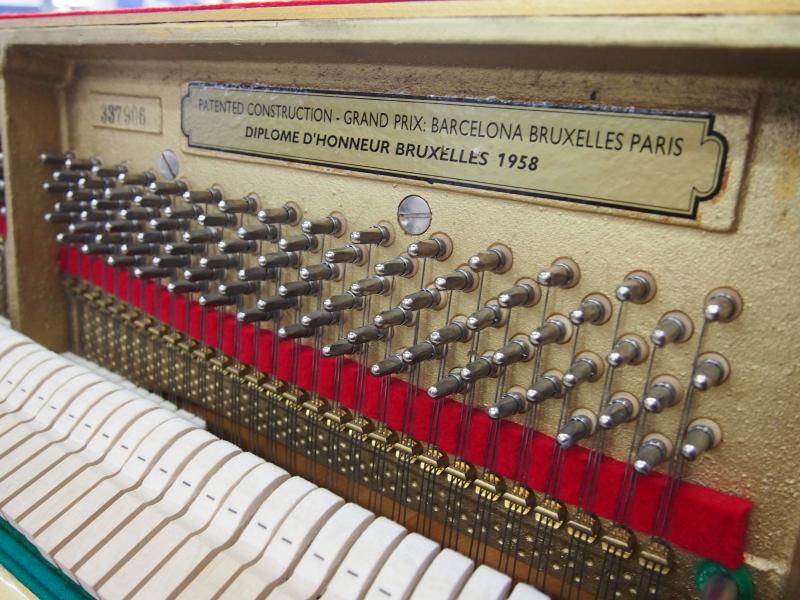 337906
PATENTED CONSTRUCTION - GRAND PRIX: BARCELONA BRUXELLES PARIS
DIPLOME D'HONNEUR BRUXELLES 1958